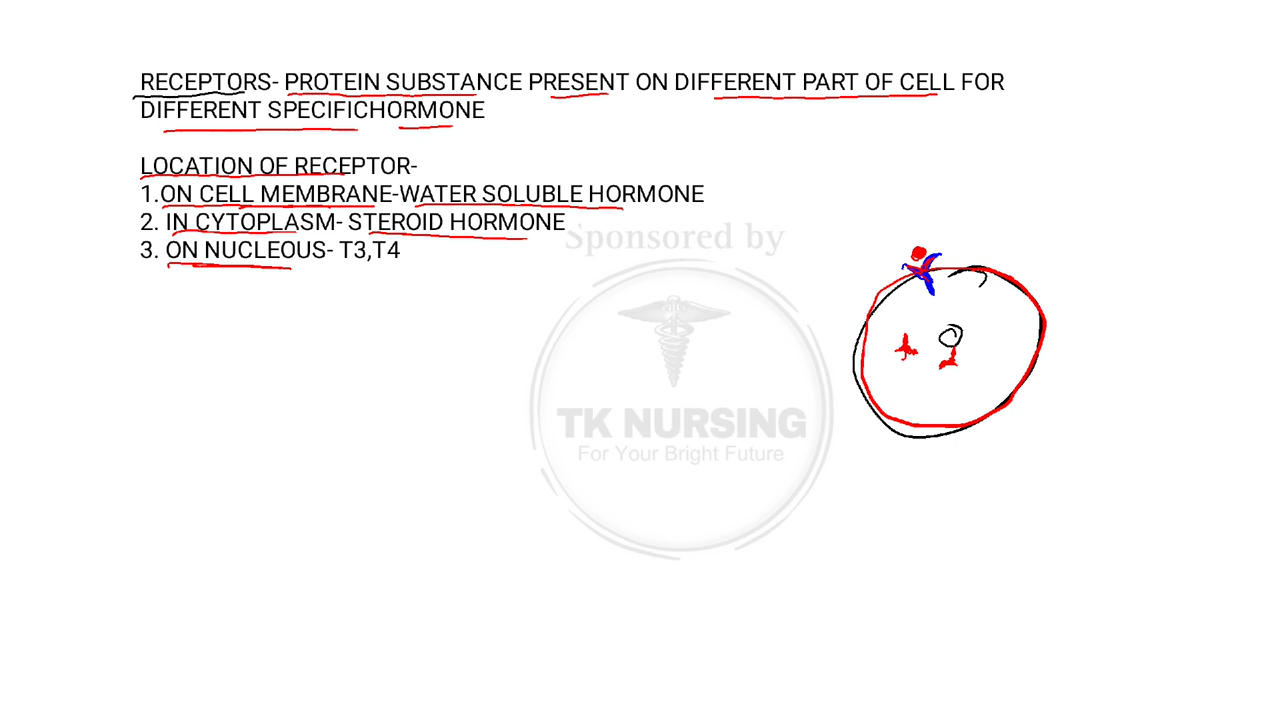 RECEPTORS- PROTEIN SUBSTANCE PRESENT ON DIFFERENT PART OF CELL FOR
DIFFERENT SPECIFICHORMONE
LOCATION OF RECEPTOR-
1.ON CELL MEMBRANE-WATER SOLUBLE HORMONE
2. IN CYTOPLASM- STEROID HORMONE
3. ON NUCLEOUS- T3,T4
Sponsored by
TK NURSING
For Your Bright Future